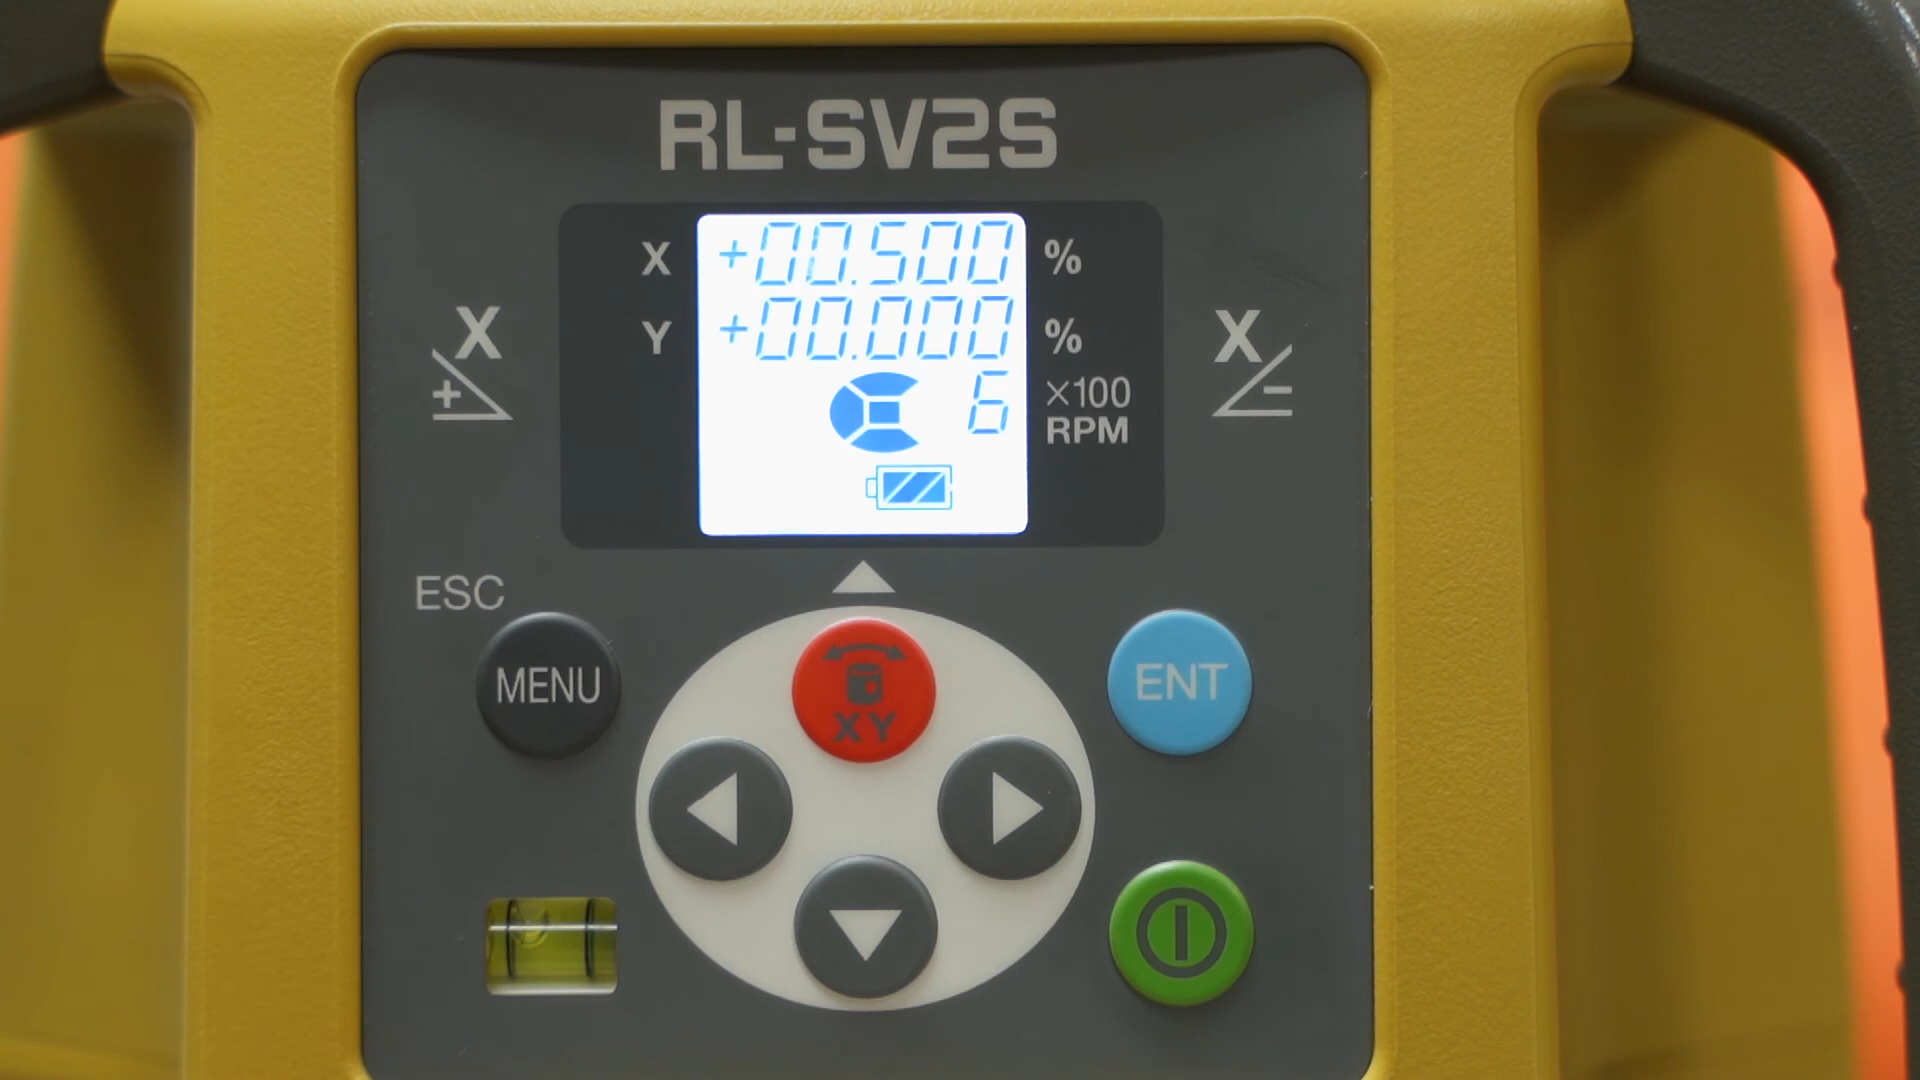 RL-SV2S
X +00.500 %
Y +00.000 %
X
+
X
-
6 ×100
RPM
ESC
MENU
XY
ENT